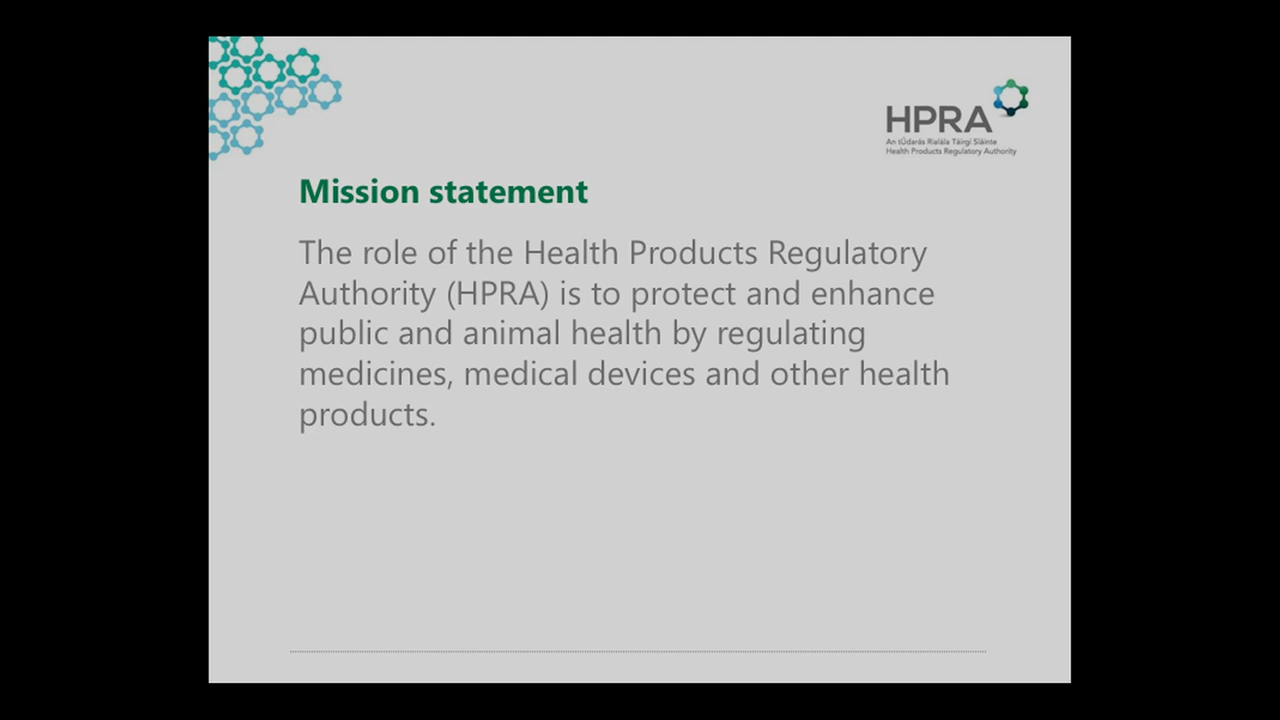 HPRA
An tÚdarás Rialála Táirgí Sláinte
Health Products Regulatory Authority
Mission statement
The role of the Health Products Regulatory
Authority (HPRA) is to protect and enhance
public and animal health by regulating
medicines, medical devices and other health
products.